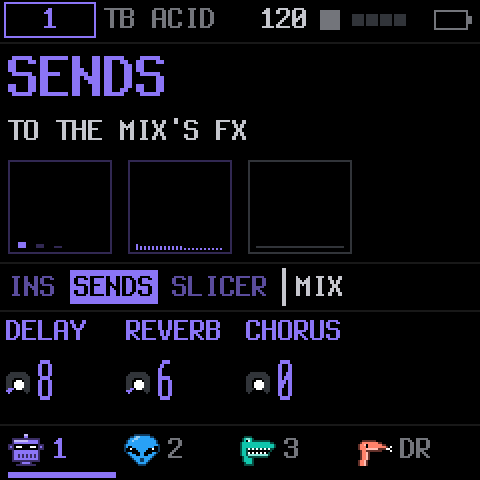 1 TB ACID 120
SENDS
TO THE MIX'S FX
INS SENDS SLICER MIX
DELAY REVERB CHORUS
8 6 0
1 2 3 DR